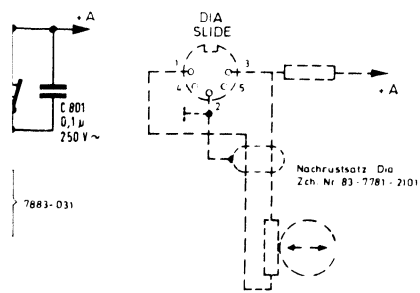 +A
DIA
SLIDE
1
3
4
5
2
+A
C 801
0,1µ
250 V ~
Nachrustsatz Dia
Zch. Nr. 83-7781-2101
7883-031